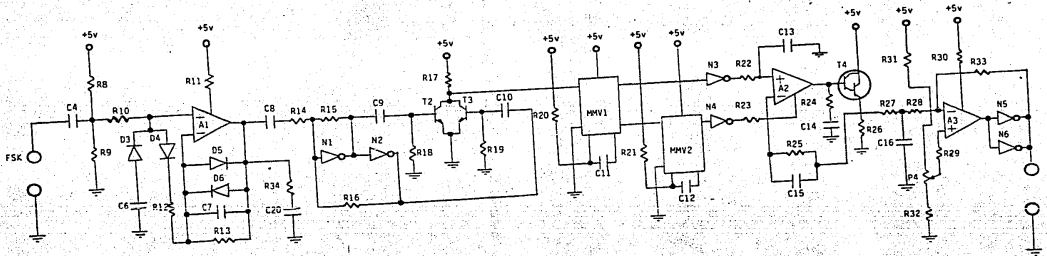 +5v
+5v
+5v
+5v
+5v
+5v
+5v
+5v
+5v
+5v
C13
R8
R11
R17
N3
R22
T4
R31
R30
R33
C4
R10
A1
C8
R14
R15
C9
T2
T3
C10
R20
MMV1
A2
R24
D3
D4
N4
R23
R27
R28
A3
N5
FSK
R9
D5
N1
N2
R18
R19
R21
MMV2
C14
R26
C16
R29
N6
D6
R34
C11
R25
P4
C6
R12
C7
C20
R16
C12
C15
R32
R13